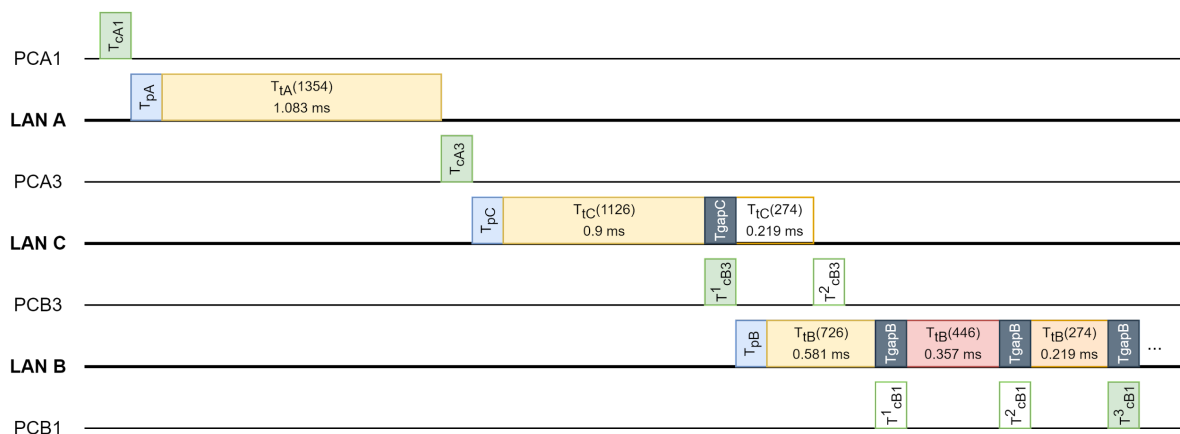 TcA1
PCA1
TpA
TtA(1354)
1.083 ms
LAN A
TcA3
PCA3
TpC
TtC(1126)
0.9 ms
TgapC
TtC(274)
0.219 ms
LAN C
T1cB3
T2cB3
PCB3
TpB
TtB(726)
0.581 ms
TgapB
TtB(446)
0.357 ms
TgapB
TtB(274)
0.219 ms
TgapB
...
LAN B
T1cB1
T2cB1
T3cB1
PCB1